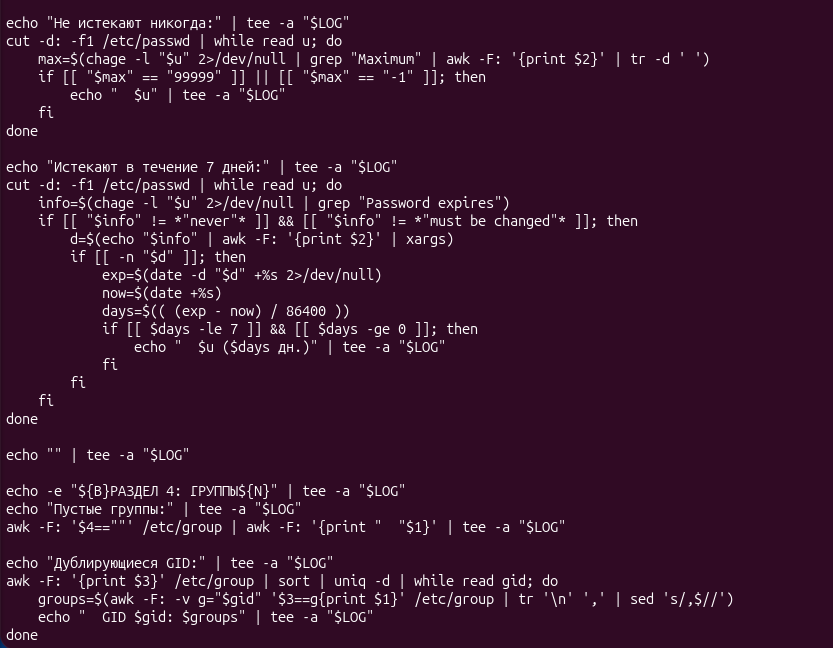 echo "Не истекают никогда:" | tee -a "$LOG"
cut -d: -f1 /etc/passwd | while read u; do
    max=$(chage -l "$u" 2>/dev/null | grep "Maximum" | awk -F: '{print $2}' | tr -d ' ')
    if [[ "$max" == "99999" ]] || [[ "$max" == "-1" ]]; then
        echo "  $u" | tee -a "$LOG"
    fi
done

echo "Истекают в течение 7 дней:" | tee -a "$LOG"
cut -d: -f1 /etc/passwd | while read u; do
    info=$(chage -l "$u" 2>/dev/null | grep "Password expires")
    if [[ "$info" != *"never"* ]] && [[ "$info" != *"must be changed"* ]]; then
        d=$(echo "$info" | awk -F: '{print $2}' | xargs)
        if [[ -n "$d" ]]; then
            exp=$(date -d "$d" +%s 2>/dev/null)
            now=$(date +%s)
            days=$(( (exp - now) / 86400 ))
            if [[ $days -le 7 ]] && [[ $days -ge 0 ]]; then
                echo "  $u ($days дн.)" | tee -a "$LOG"
            fi
        fi
    fi
done

echo "" | tee -a "$LOG"

echo -e "${B}РАЗДЕЛ 4: ГРУППЫ${N}" | tee -a "$LOG"
echo "Пустые группы:" | tee -a "$LOG"
awk -F: '$4==""' /etc/group | awk -F: '{print "  "$1}' | tee -a "$LOG"

echo "Дублирующиеся GID:" | tee -a "$LOG"
awk -F: '{print $3}' /etc/group | sort | uniq -d | while read gid; do
    groups=$(awk -F: -v g="$gid" '$3==g{print $1}' /etc/group | tr '\n' ',' | sed 's/,$//')
    echo "  GID $gid: $groups" | tee -a "$LOG"
done